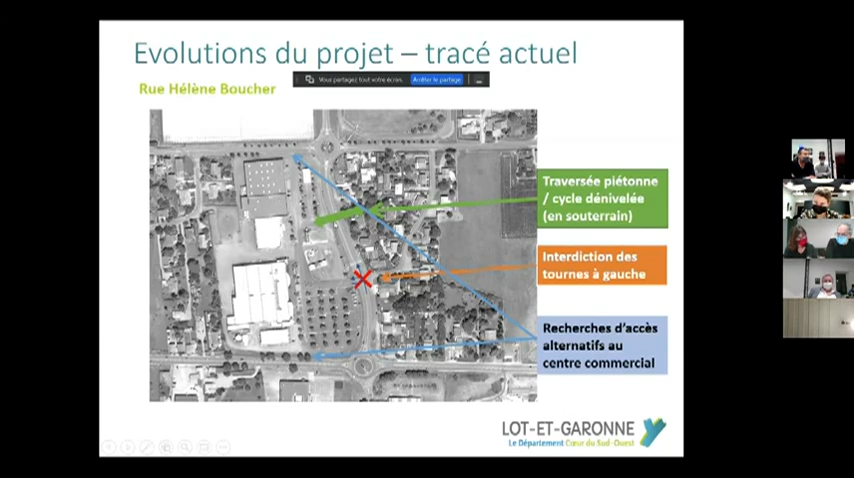 Evolutions du projet – tracé actuel
Vous partagez tout votre écran.
Arrêter le partage
Rue Hélène Boucher
Traversée piétonne
/ cycle dénivelée
(en souterrain)
Interdiction des
tournes à gauche
Recherches d'accès
alternatifs au
centre commercial
LOT-ET-GARONNE
Le Département Cœur du Sud-Ouest